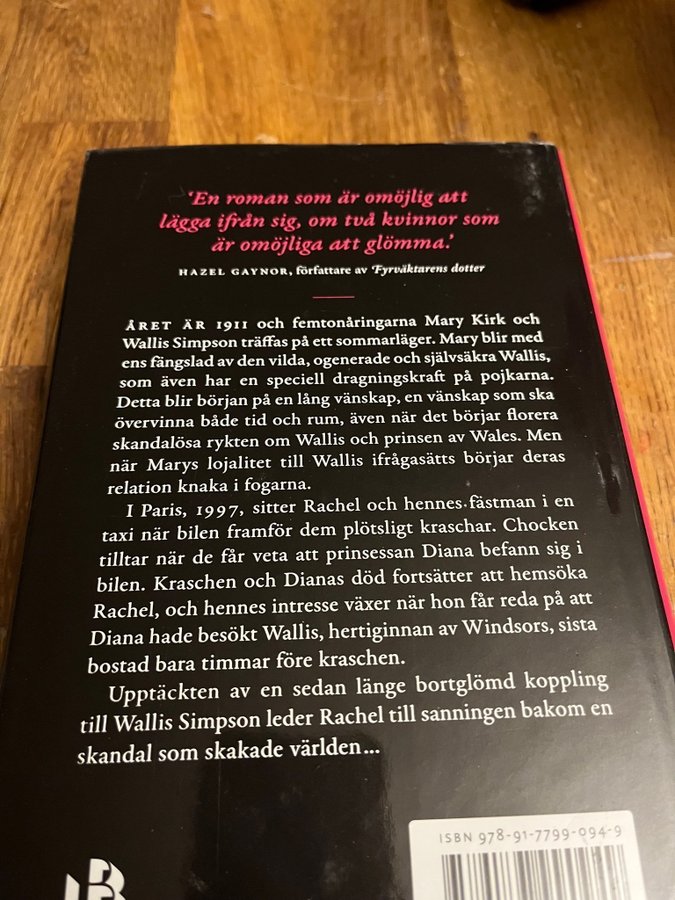 ‘En roman som är omöjlig att
lägga ifrån sig, om två kvinnor som
är omöjliga att glömma.’
HAZEL GAYNOR, författare av Fyrväktarens dotter
ÅRET ÄR 1911 och femtonåringarna Mary Kirk och
Wallis Simpson träffas på ett sommarläger. Mary blir med
ens fängslad av den vilda, ogenerade och självsäkra Wallis,
som även har en speciell dragningskraft på pojkarna.
Detta blir början på en lång vänskap, en vänskap som ska
övervinna både tid och rum, även när det börjar florera
skandalösa rykten om Wallis och prinsen av Wales. Men
när Marys lojalitet till Wallis ifrågasätts börjar deras
relation knaka i fogarna.
I Paris, 1997, sitter Rachel och hennes fästman i en
taxi när bilen framför dem plötsligt kraschar. Chocken
tilltar när de får veta att prinsessan Diana befann sig i
bilen. Kraschen och Dianas död fortsätter att hemsöka
Rachel, och hennes intresse växer när hon får reda på att
Diana hade besökt Wallis, hertiginnan av Windsors, sista
bostad bara timmar före kraschen.
Upptäckten av en sedan länge bortglömd koppling
till Wallis Simpson leder Rachel till sanningen bakom en
skandal som skakade världen...
ISBN 978-91-7799-094-9